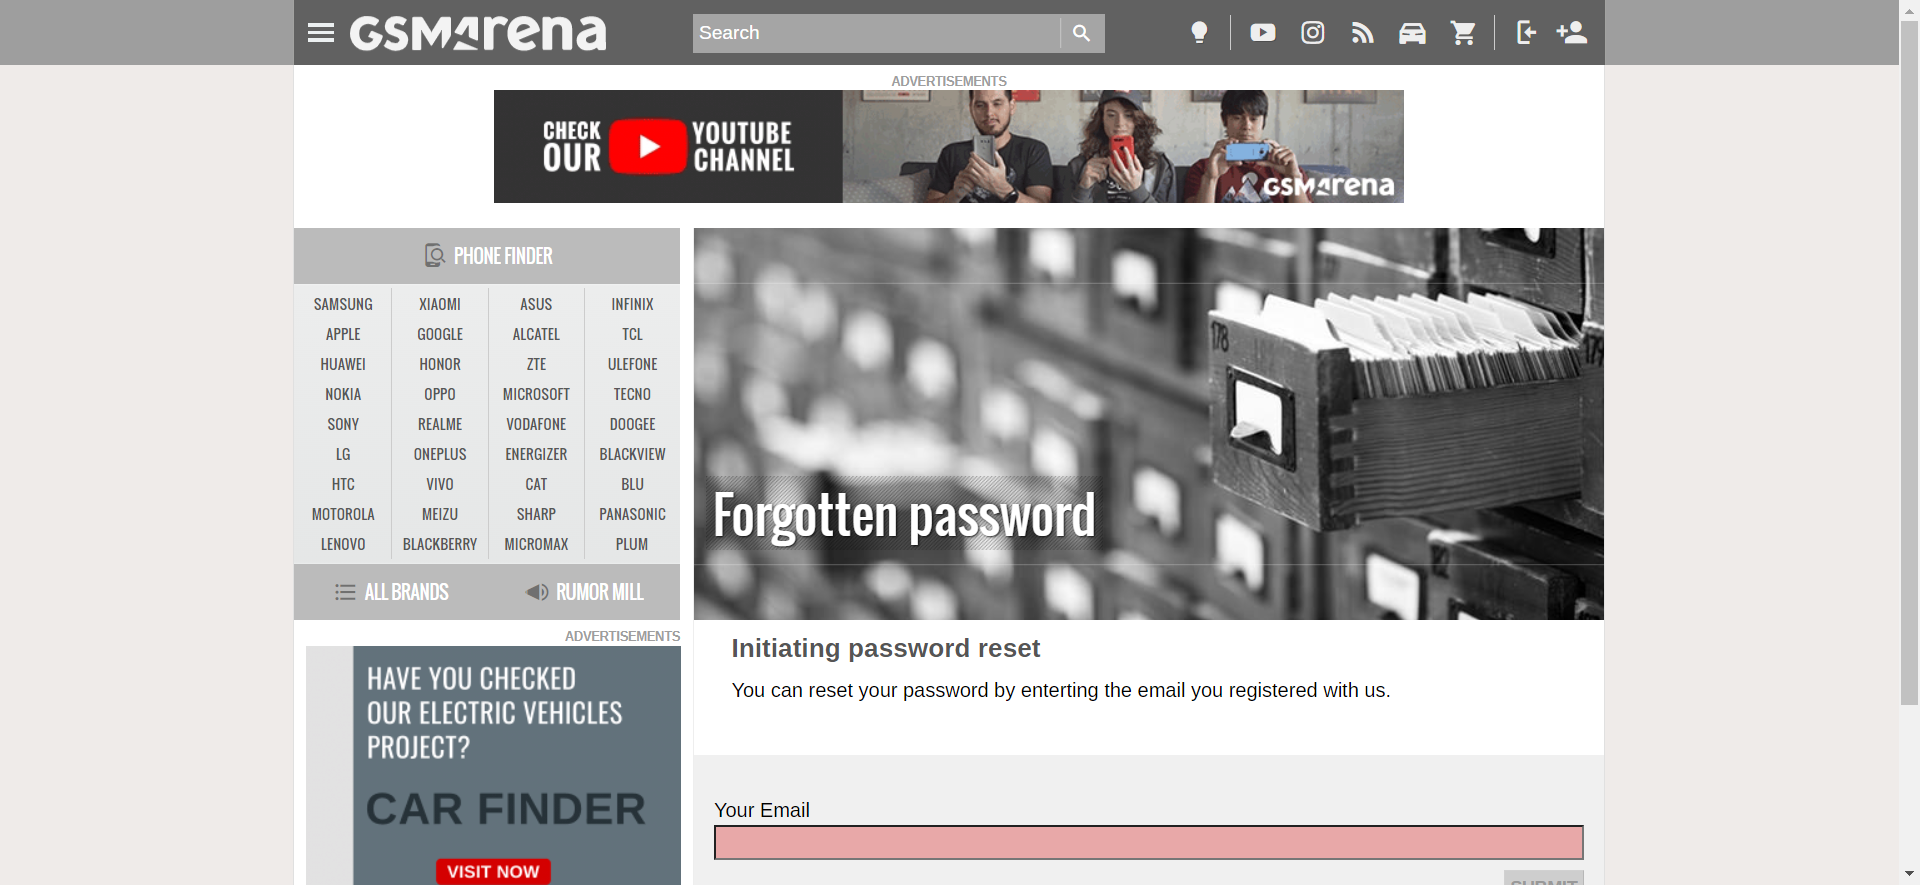 GSMArena
Search
ADVERTISEMENTS
CHECK OUR YOUTUBE CHANNEL
GSMArena
PHONE FINDER
SAMSUNG XIAOMI ASUS INFINIX
APPLE GOOGLE ALCATEL TCL
HUAWEI HONOR ZTE ULEFONE
NOKIA OPPO MICROSOFT TECNO
SONY REALME VODAFONE DOOGEE
LG ONEPLUS ENERGIZER BLACKVIEW
HTC VIVO CAT BLU
MOTOROLA MEIZU SHARP PANASONIC
LENOVO BLACKBERRY MICROMAX PLUM
ALL BRANDS RUMOR MILL
ADVERTISEMENTS
HAVE YOU CHECKED
OUR ELECTRIC VEHICLES
PROJECT?
CAR FINDER
VISIT NOW
178
178
Forgotten password
Initiating password reset
You can reset your password by enterting the email you registered with us.
Your Email
SUBMIT